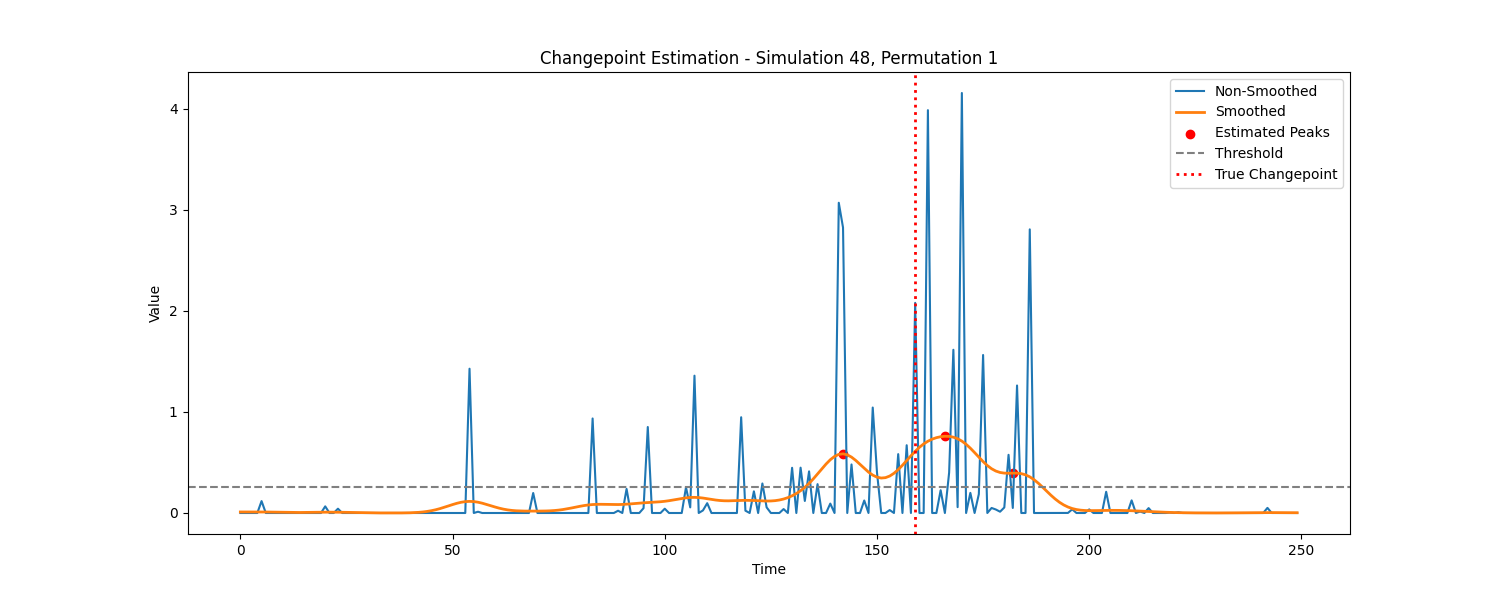 Changepoint Estimation - Simulation 48, Permutation 1
Non-Smoothed
Smoothed
Estimated Peaks
Threshold
True Changepoint
Value
4
3
2
1
0
0 50 100 150 200 250
Time